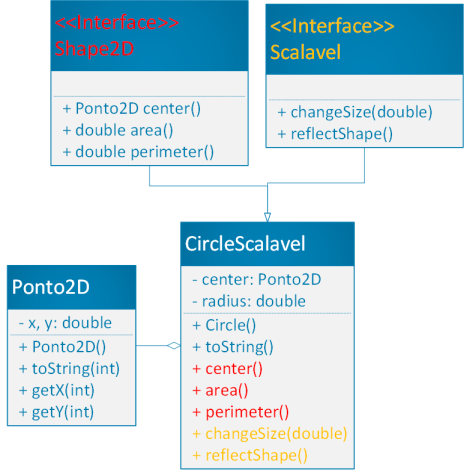 <<Interface>>
Shape2D
+ Ponto2D center()
+ double area()
+ double perimeter()
<<Interface>>
Scalavel
+ changeSize(double)
+ reflectShape()
CircleScalavel
- center: Ponto2D
- radius: double
+ Circle()
+ toString()
+ center()
+ area()
+ perimeter()
+ changeSize(double)
+ reflectShape()
Ponto2D
- x, y: double
+ Ponto2D()
+ toString(int)
+ getX(int)
+ getY(int)